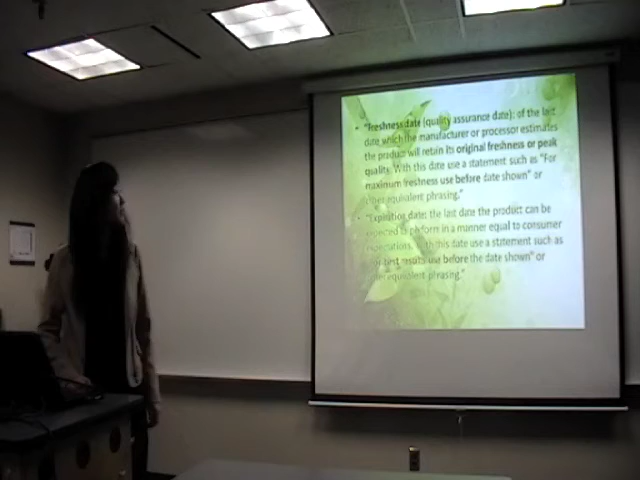 • "Freshness date (quality assurance date): of the last
date which the manufacturer or processor estimates
the product will retain its original freshness or peak
quality. With this date use a statement such as "For
maximum freshness use before date shown" or
other equivalent phrasing."
• "Expiration date: the last date the product can be
expected to perform in a manner equal to consumer
expectations. With this date use a statement such as
"For best results use before the date shown" or
other equivalent phrasing."